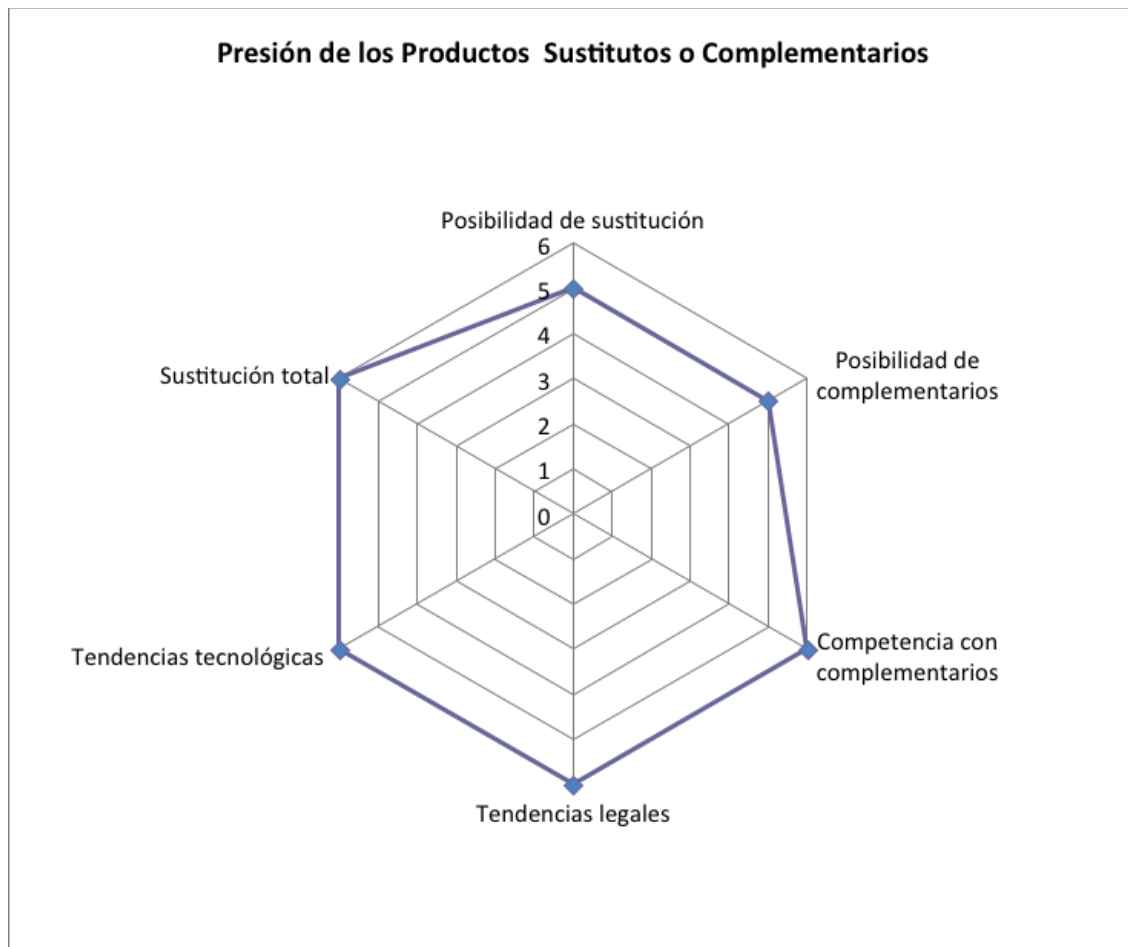 Presión de los Productos Sustitutos o Complementarios
Posibilidad de sustitución
6
5
4
3
2
1
0
Posibilidad de
complementarios
Sustitución total
Competencia con
complementarios
Tendencias tecnológicas
Tendencias legales